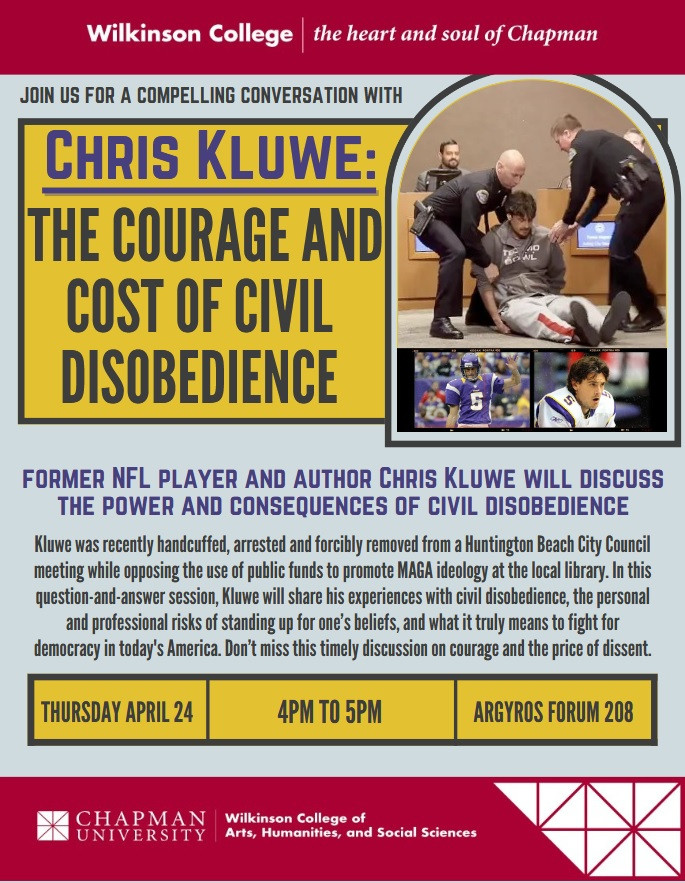 Wilkinson College | the heart and soul of Chapman
JOIN US FOR A COMPELLING CONVERSATION WITH
CHRIS KLUWE:
THE COURAGE AND
COST OF CIVIL
DISOBEDIENCE
BOWL
5
5
FORMER NFL PLAYER AND AUTHOR CHRIS KLUWE WILL DISCUSS
THE POWER AND CONSEQUENCES OF CIVIL DISOBEDIENCE
Kluwe was recently handcuffed, arrested and forcibly removed from a Huntington Beach City Council
meeting while opposing the use of public funds to promote MAGA ideology at the local library. In this
question-and-answer session, Kluwe will share his experiences with civil disobedience, the personal
and professional risks of standing up for one's beliefs, and what it truly means to fight for
democracy in today's America. Don't miss this timely discussion on courage and the price of dissent.
THURSDAY APRIL 24
4PM TO 5PM
ARGYROS FORUM 208
CHAPMAN
UNIVERSITY
Wilkinson College of
Arts, Humanities, and Social Sciences